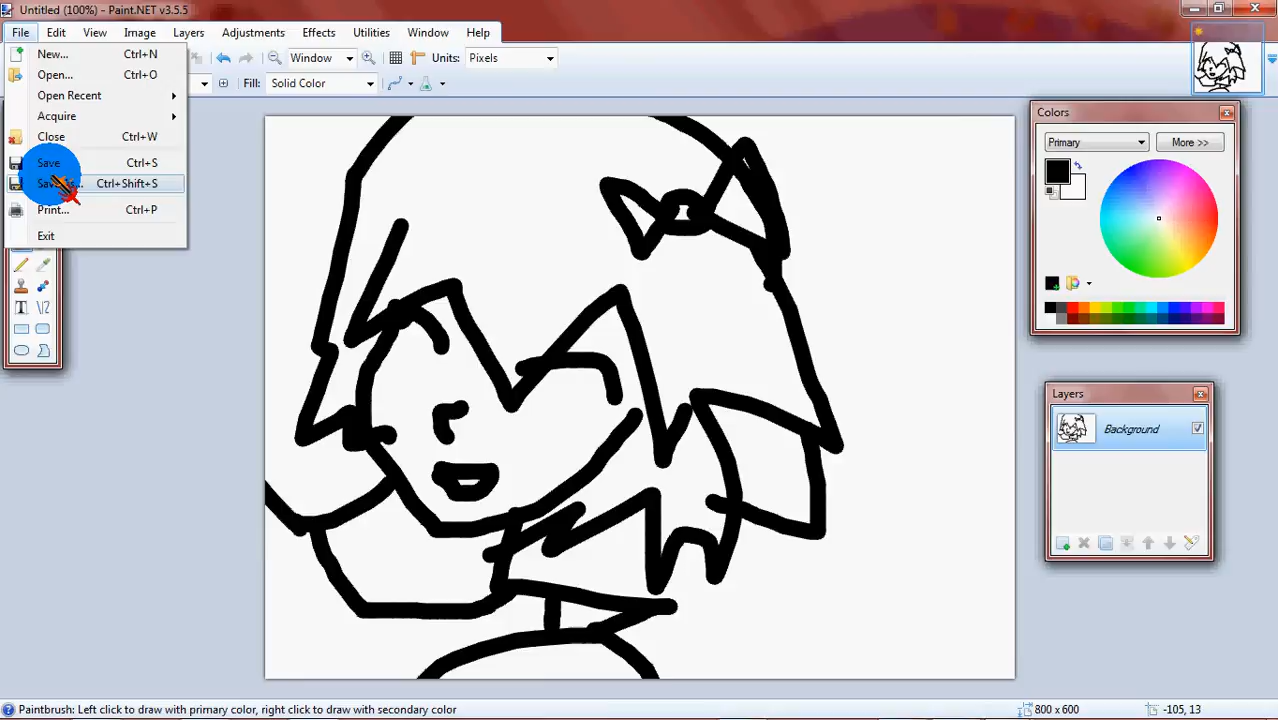 Untitled (100%) - Paint.NET v3.5.5
File Edit View Image Layers Adjustments Effects Utilities Window Help
Window Units: Pixels
Fill: Solid Color
New... Ctrl+N
Open... Ctrl+O
Open Recent
Acquire
Close Ctrl+W
Save Ctrl+S
Ctrl+Shift+S
Print... Ctrl+P
Exit
Colors
Primary More >>
Layers
Background
Paintbrush: Left click to draw with primary color, right click to draw with secondary color
800 x 600
-105, 13